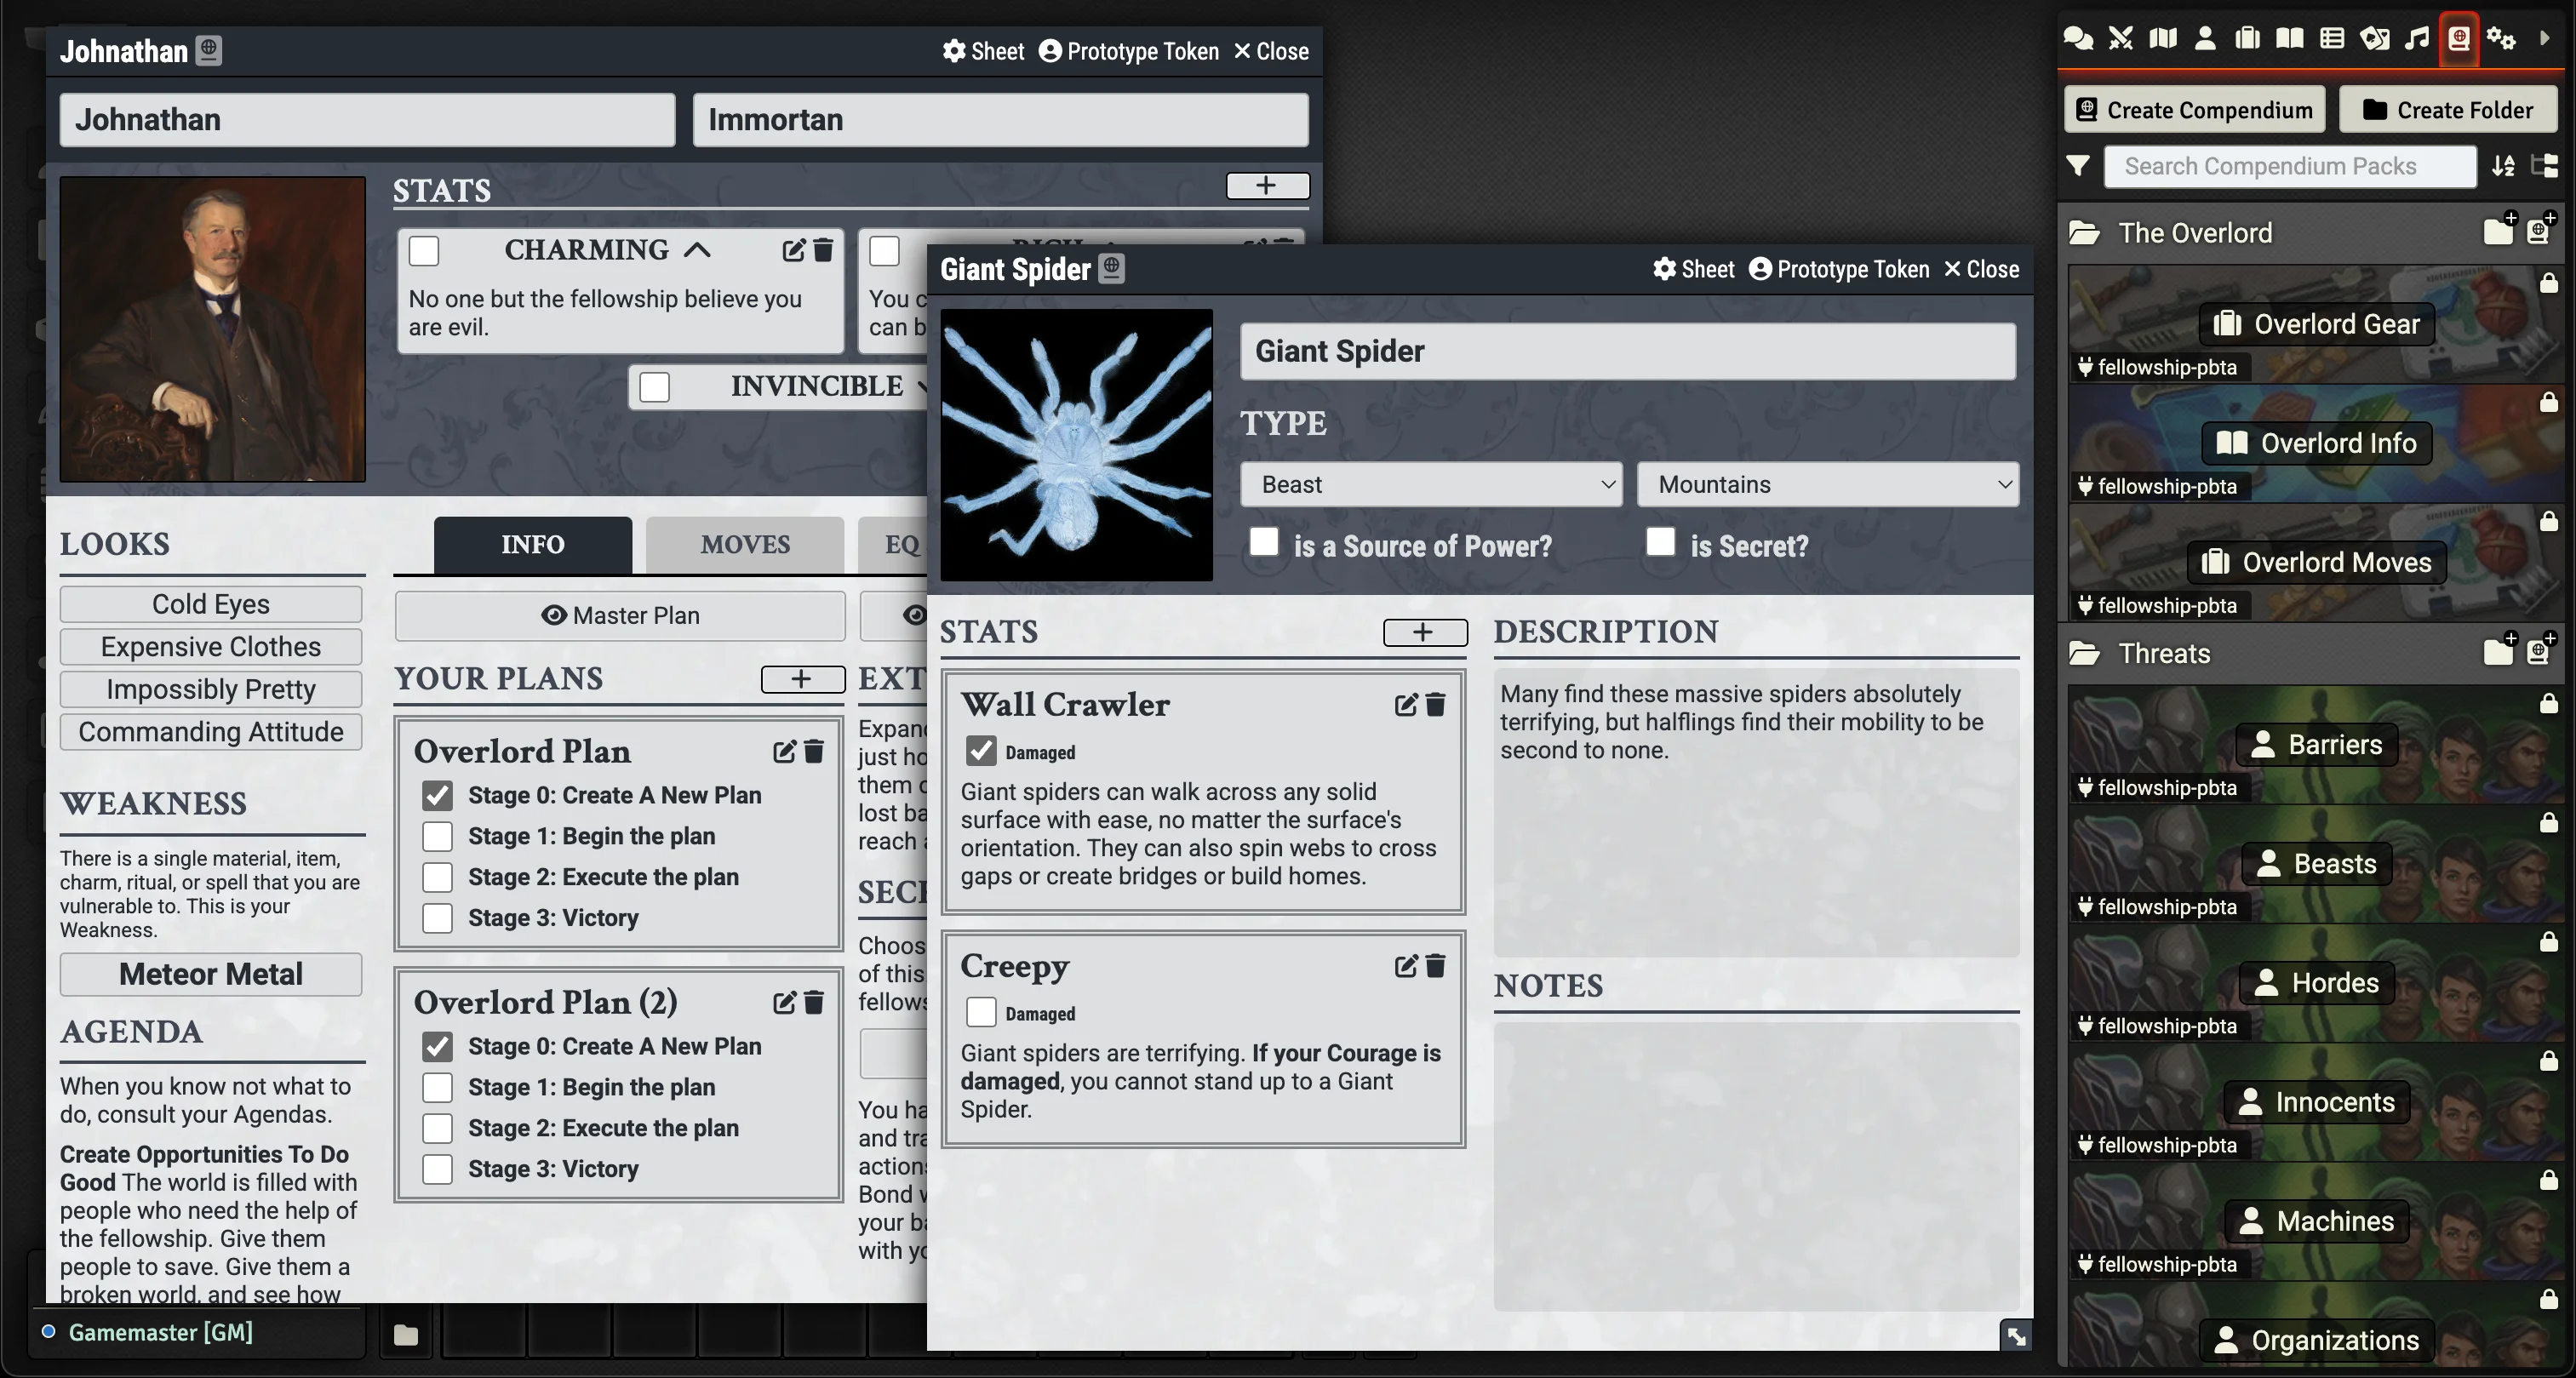 Johnathan
Sheet
Prototype Token
Close
Johnathan
Immortan
STATS
CHARMING
No one but the fellowship believe you
are evil.
You c
can b
INVINCIBLE
LOOKS
Cold Eyes
Expensive Clothes
Impossibly Pretty
Commanding Attitude
WEAKNESS
There is a single material, item,
charm, ritual, or spell that you are
vulnerable to. This is your
Weakness.
Meteor Metal
AGENDA
When you know not what to
do, consult your Agendas.
Create Opportunities To Do
Good The world is filled with
people who need the help of
the fellowship. Give them
people to save. Give them a
broken world, and see how
INFO
MOVES
EQ
Master Plan
YOUR PLANS
Overlord Plan
Stage 0: Create A New Plan
Stage 1: Begin the plan
Stage 2: Execute the plan
Stage 3: Victory
Overlord Plan (2)
Stage 0: Create A New Plan
Stage 1: Begin the plan
Stage 2: Execute the plan
Stage 3: Victory
EXT
Expan
just ho
them o
lost ba
reach a
SEC
Choos
of this
fellows
You ha
and tra
action
Bond w
your ba
with yo
Giant Spider
Sheet
Prototype Token
Close
Giant Spider
TYPE
Beast
Mountains
is a Source of Power?
is Secret?
STATS
Wall Crawler
Damaged
Giant spiders can walk across any solid
surface with ease, no matter the surface's
orientation. They can also spin webs to cross
gaps or create bridges or build homes.
Creepy
Damaged
Giant spiders are terrifying. If your Courage is
damaged, you cannot stand up to a Giant
Spider.
DESCRIPTION
Many find these massive spiders absolutely
terrifying, but halflings find their mobility to be
second to none.
NOTES
Create Compendium
Create Folder
Search Compendium Packs
The Overlord
Overlord Gear
fellowship-pbta
Overlord Info
fellowship-pbta
Overlord Moves
fellowship-pbta
Threats
Barriers
fellowship-pbta
Beasts
fellowship-pbta
Hordes
fellowship-pbta
Innocents
fellowship-pbta
Machines
fellowship-pbta
Organizations
Gamemaster [GM]